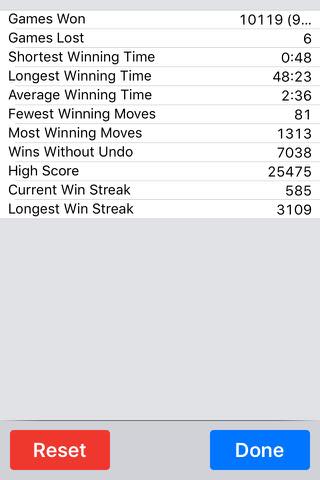 Games Won 10119 (9...
Games Lost 6
Shortest Winning Time 0:48
Longest Winning Time 48:23
Average Winning Time 2:36
Fewest Winning Moves 81
Most Winning Moves 1313
Wins Without Undo 7038
High Score 25475
Current Win Streak 585
Longest Win Streak 3109
Reset Done